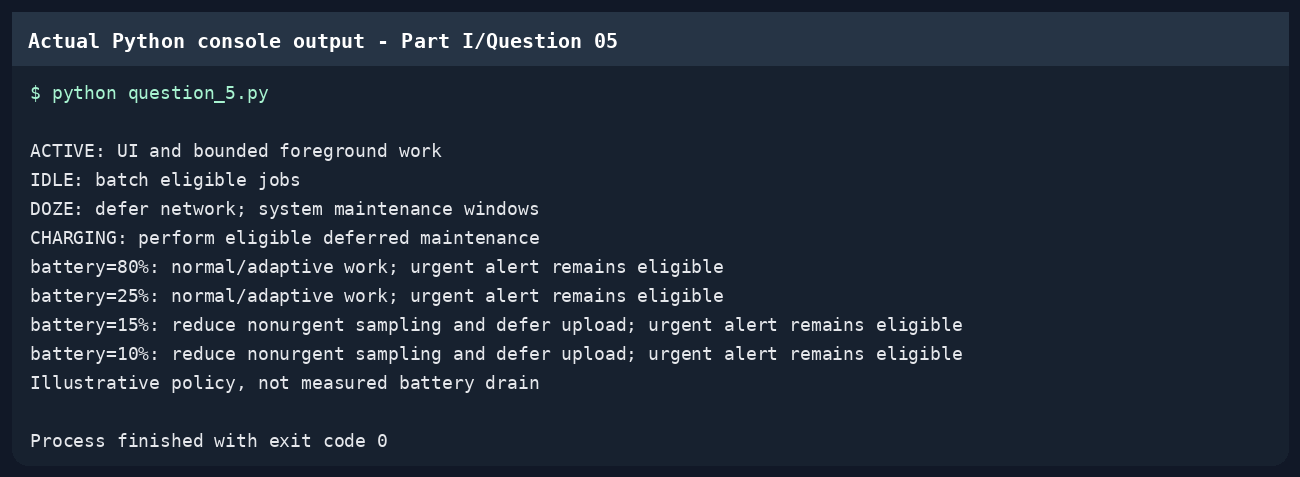 Actual Python console output - Part I/Question 05
$ python question_5.py
ACTIVE: UI and bounded foreground work
IDLE: batch eligible jobs
DOZE: defer network; system maintenance windows
CHARGING: perform eligible deferred maintenance
battery=80%: normal/adaptive work; urgent alert remains eligible
battery=25%: normal/adaptive work; urgent alert remains eligible
battery=15%: reduce nonurgent sampling and defer upload; urgent alert remains eligible
battery=10%: reduce nonurgent sampling and defer upload; urgent alert remains eligible
Illustrative policy, not measured battery drain
Process finished with exit code 0